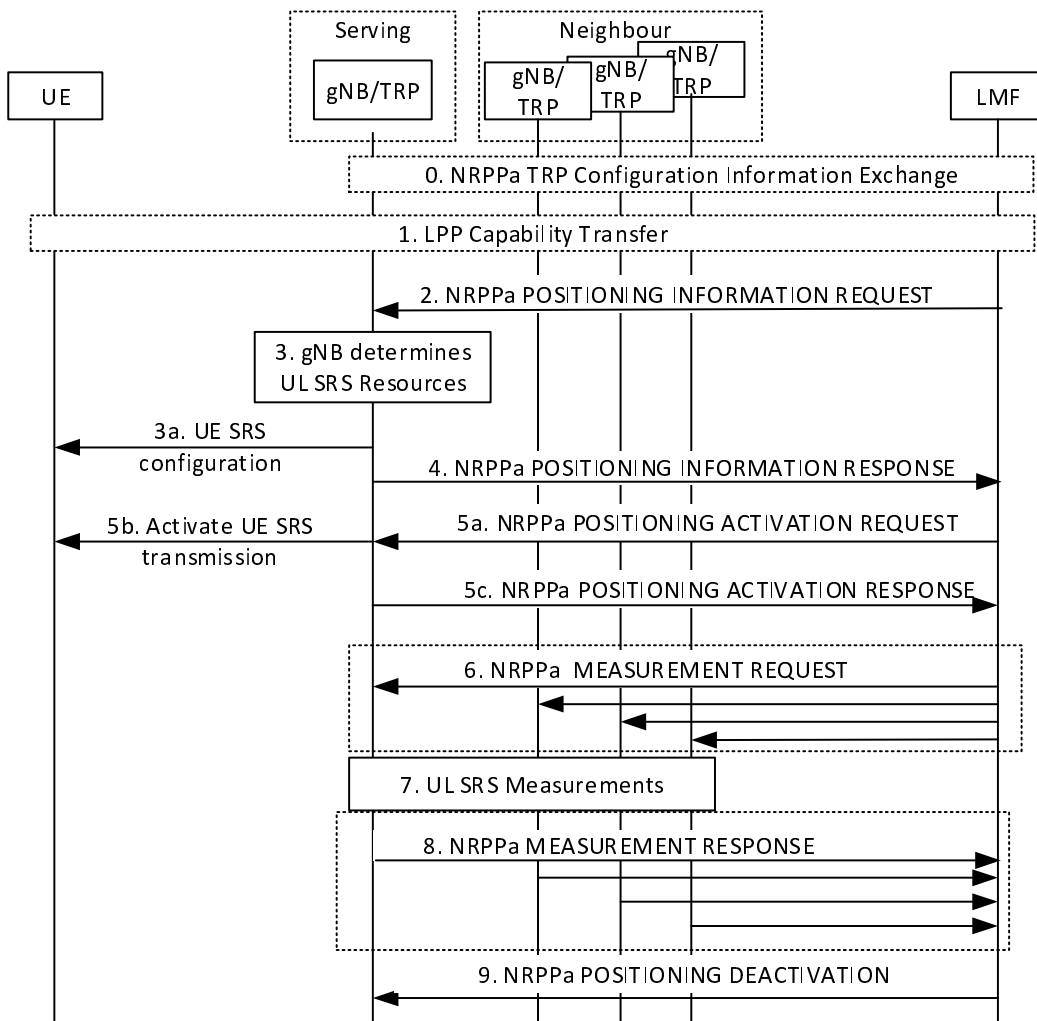 Serving
Neighbour
gNB/TRP
gNB/
TRP
gNB/
TRP
gNB/
TRP
UE
LMF
0. NRPPa TRP Configuration Information Exchange
1. LPP Capability Transfer
2. NRPPa POSITIONING INFORMATION REQUEST
3. gNB determines
UL SRS Resources
3a. UE SRS
configuration
4. NRPPa POSITIONING INFORMATION RESPONSE
5a. NRPPa POSITIONING ACTIVATION REQUEST
5b. Activate UE SRS
transmission
5c. NRPPa POSITIONING ACTIVATION RESPONSE
6. NRPPa MEASUREMENT REQUEST
7. UL SRS Measurements
8. NRPPa MEASUREMENT RESPONSE
9. NRPPa POSITIONING DEACTIVATION